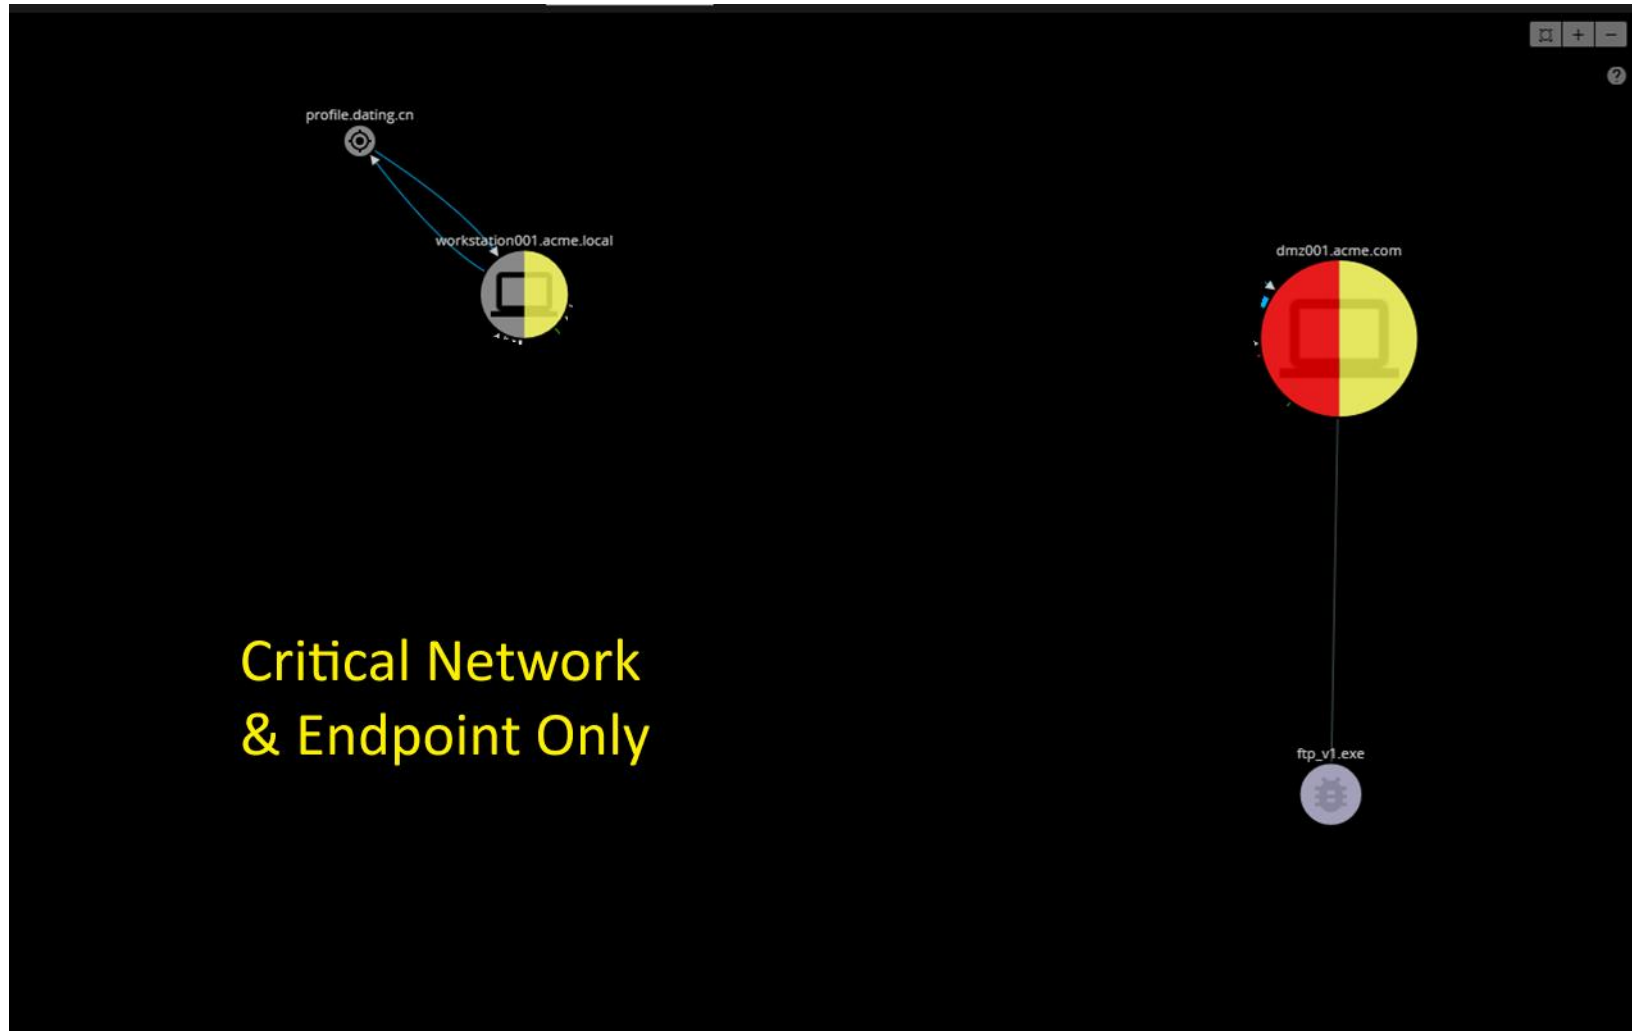 profile.dating.cn
workstation001.acme.local
dmz001.acme.com
Critical Network
& Endpoint Only
ftp_v1.exe